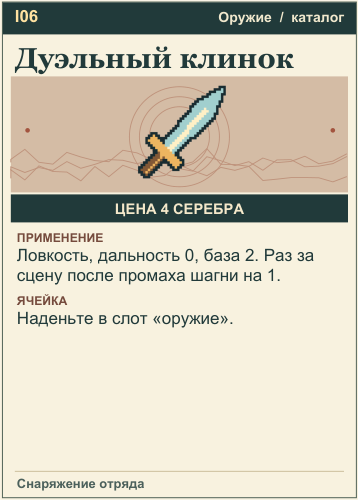 I06
Оружие / каталог
Дуэльный клинок
ЦЕНА 4 СЕРЕБРА
ПРИМЕНЕНИЕ
Ловкость, дальность 0, база 2. Раз за
сцену после промаха шагни на 1.
ЯЧЕЙКА
Наденьте в слот «оружие».
Снаряжение отряда